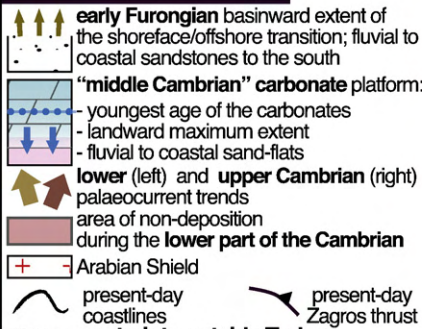 early Furongian basinward extent of
the shoreface/offshore transition; fluvial to
coastal sandstones to the south
“middle Cambrian” carbonate platform:
- youngest age of the carbonates
- landward maximum extent
- fluvial to coastal sand-flats
lower (left) and upper Cambrian (right)
palaeocurrent trends
area of non-deposition
during the lower part of the Cambrian
Arabian Shield
present-day
coastlines
present-day
Zagros thrust